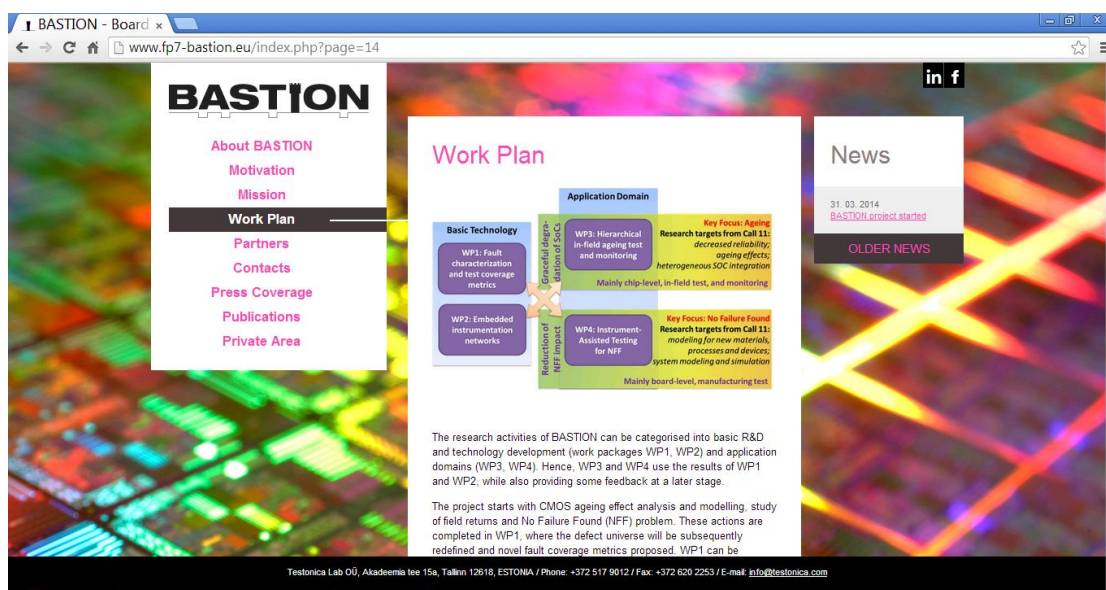 BASTION - Board
www.fp7-bastion.eu/index.php?page=14
in f
BASTION
About BASTION
Motivation
Mission
Work Plan
Partners
Contacts
Press Coverage
Publications
Private Area
Work Plan
Application Domain
Basic Technology
WP1: Fault
characterization
and test coverage
metrics
WP2: Embedded
instrumentation
networks
Graceful degra-
dation of SoCs
WP3: Hierarchical
in-field ageing test
and monitoring
Key Focus: Ageing
Research targets from Call 11:
decreased reliability;
ageing effects;
heterogeneous SOC integration
Mainly chip-level, in-field test, and monitoring
Reduction of
NFF impact
WP4: Instrument-
Assisted Testing
for NFF
Key Focus: No Failure Found
Research targets from Call 11:
modeling for new materials,
processes and devices;
system modeling and simulation
Mainly board-level, manufacturing test
The research activities of BASTION can be categorised into basic R&D
and technology development (work packages WP1, WP2) and application
domains (WP3, WP4). Hence, WP3 and WP4 use the results of WP1
and WP2, while also providing some feedback at a later stage.
The project starts with CMOS ageing effect analysis and modelling, study
of field returns and No Failure Found (NFF) problem. These actions are
completed in WP1, where the defect universe will be subsequently
redefined and novel fault coverage metrics proposed. WP1 can be
News
31. 03. 2014
BASTION project started
OLDER NEWS
Testonica Lab OÜ, Akadeemia tee 15a, Tallinn 12618, ESTONIA / Phone: +372 517 9012 / Fax: +372 620 2253 / E-mail: info@testonica.com